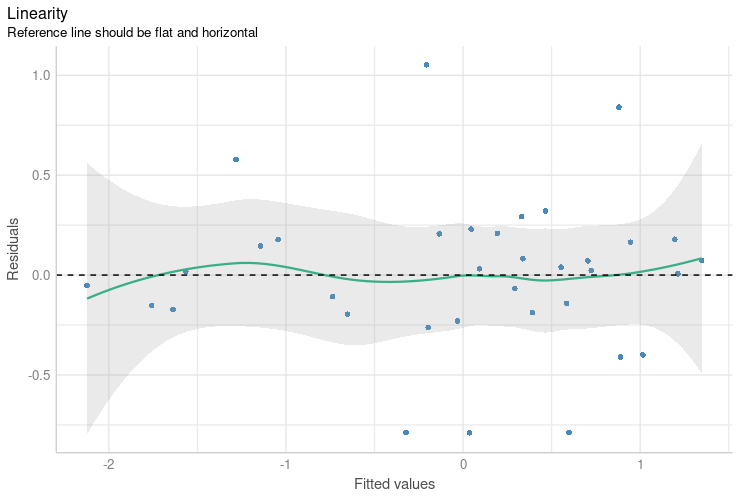 Linearity
Reference line should be flat and horizontal
1.0
0.5
0.0
-0.5
Residuals
-2
-1
0
1
Fitted values